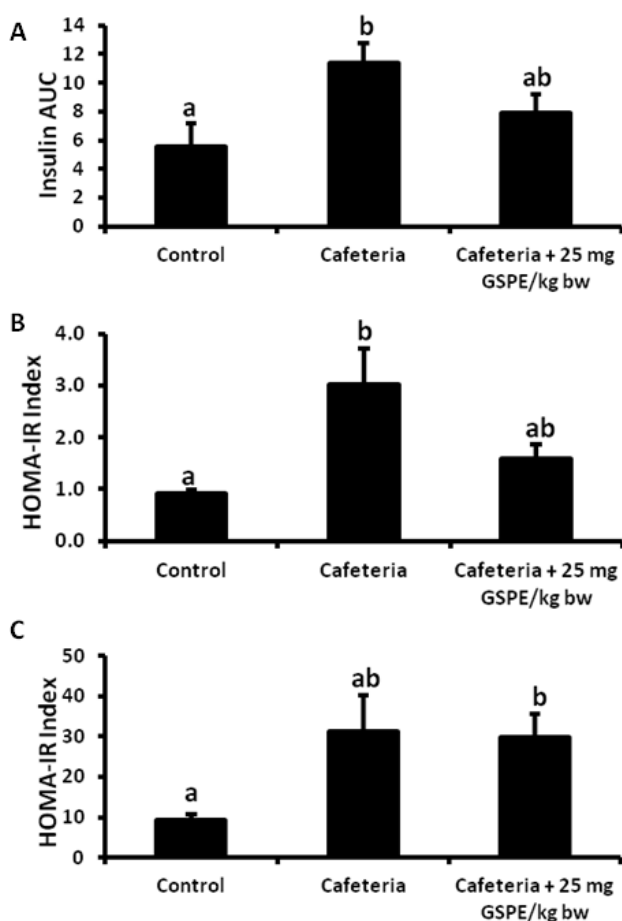 A
Insulin AUC
14
12
10
8
6
4
2
0
a
b
ab
Control
Cafeteria
Cafeteria + 25 mg
GSPE/kg bw
B
HOMA-IR Index
4.0
3.0
2.0
1.0
0.0
a
b
ab
Control
Cafeteria
Cafeteria + 25 mg
GSPE/kg bw
C
HOMA-IR Index
50
40
30
20
10
0
a
ab
b
Control
Cafeteria
Cafeteria + 25 mg
GSPE/kg bw